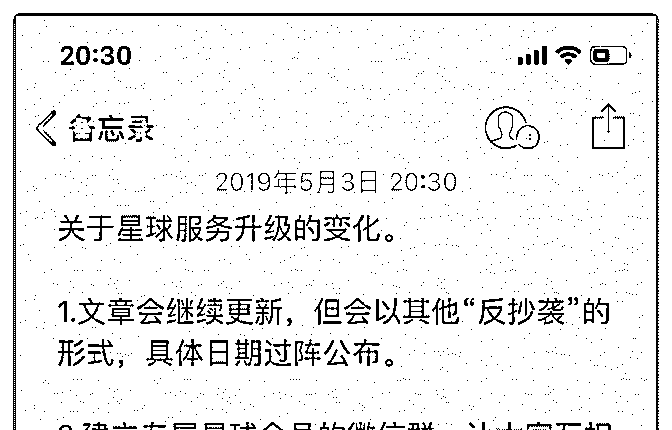 20:30
备忘录
2019年5月3日 20:30
关于星球服务升级的变化。
1.文章会继续更新，但会以其他“反抄袭”的
形式，具体日期过阵公布。